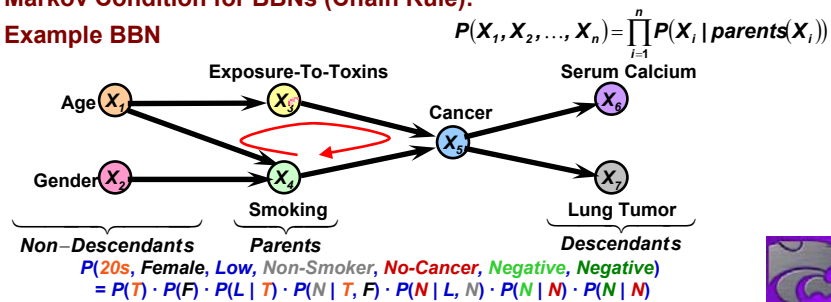 Markov Condition for BBNs (Chain Rule):
Example BBN
P(X₁, X₂, …, Xₙ) = ∏ᵢ₌₁ⁿ P(Xᵢ | parents(Xᵢ))
Exposure-To-Toxins
Serum Calcium
Age X₁
X₃
Cancer
X₆
X₅
Gender X₂
X₄
X₇
Smoking
Lung Tumor
Non−Descendants
Parents
Descendants
P(20s, Female, Low, Non-Smoker, No-Cancer, Negative, Negative)
= P(T) · P(F) · P(L | T) · P(N | T, F) · P(N | L, N) · P(N | N) · P(N | N)